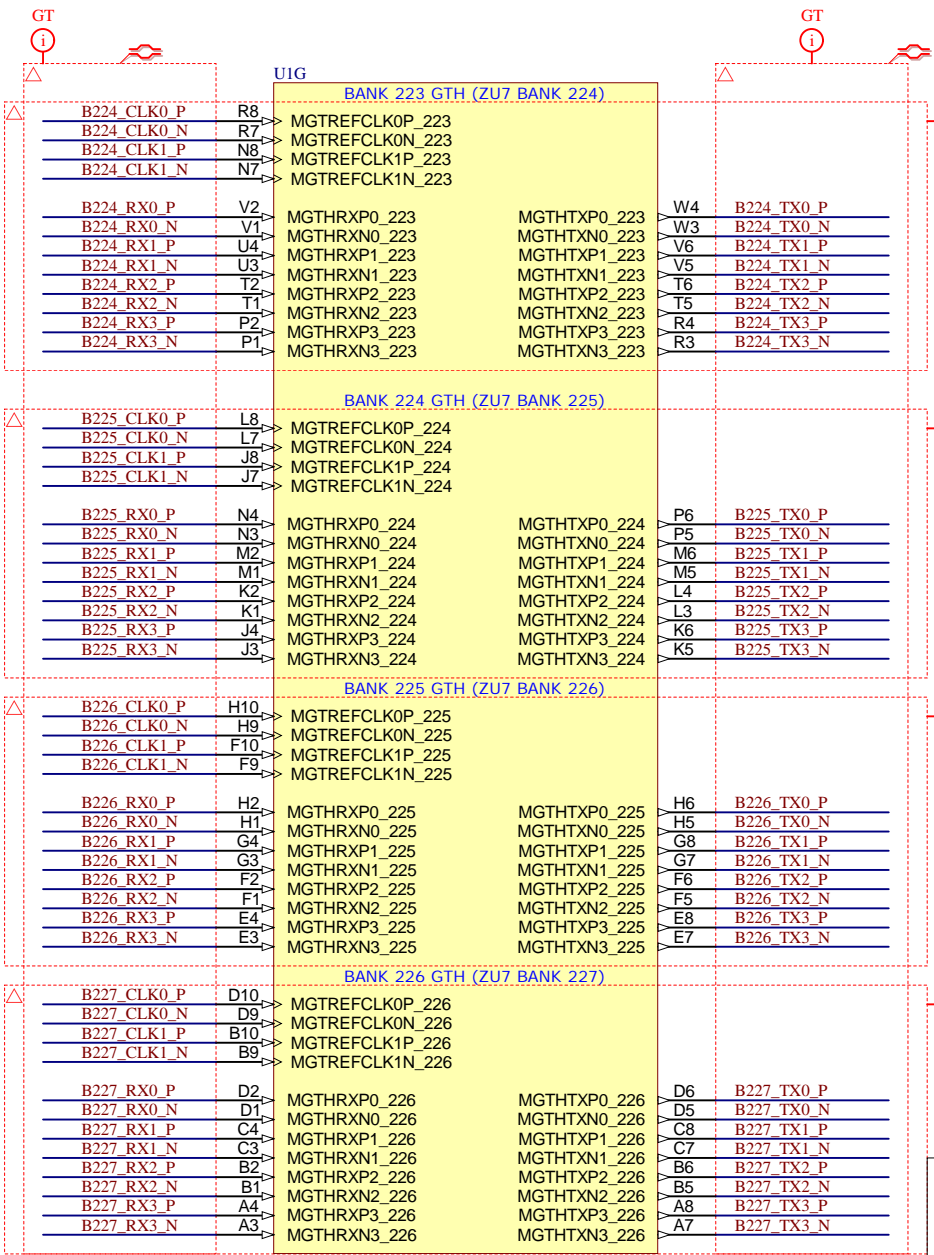 GT GT
i i
U1G
BANK 223 GTH (ZU7 BANK 224)
B224_CLK0_P R8 MGTREFCLK0P_223
B224_CLK0_N R7 MGTREFCLK0N_223
B224_CLK1_P N8 MGTREFCLK1P_223
B224_CLK1_N N7 MGTREFCLK1N_223
B224_RX0_P V2 MGTHRXP0_223 MGTHTXP0_223 W4 B224_TX0_P
B224_RX0_N V1 MGTHRXN0_223 MGTHTXN0_223 W3 B224_TX0_N
B224_RX1_P U4 MGTHRXP1_223 MGTHTXP1_223 V6 B224_TX1_P
B224_RX1_N U3 MGTHRXN1_223 MGTHTXN1_223 V5 B224_TX1_N
B224_RX2_P T2 MGTHRXP2_223 MGTHTXP2_223 T6 B224_TX2_P
B224_RX2_N T1 MGTHRXN2_223 MGTHTXN2_223 T5 B224_TX2_N
B224_RX3_P P2 MGTHRXP3_223 MGTHTXP3_223 R4 B224_TX3_P
B224_RX3_N P1 MGTHRXN3_223 MGTHTXN3_223 R3 B224_TX3_N
BANK 224 GTH (ZU7 BANK 225)
B225_CLK0_P L8 MGTREFCLK0P_224
B225_CLK0_N L7 MGTREFCLK0N_224
B225_CLK1_P J8 MGTREFCLK1P_224
B225_CLK1_N J7 MGTREFCLK1N_224
B225_RX0_P N4 MGTHRXP0_224 MGTHTXP0_224 P6 B225_TX0_P
B225_RX0_N N3 MGTHRXN0_224 MGTHTXN0_224 P5 B225_TX0_N
B225_RX1_P M2 MGTHRXP1_224 MGTHTXP1_224 M6 B225_TX1_P
B225_RX1_N M1 MGTHRXN1_224 MGTHTXN1_224 M5 B225_TX1_N
B225_RX2_P K2 MGTHRXP2_224 MGTHTXP2_224 L4 B225_TX2_P
B225_RX2_N K1 MGTHRXN2_224 MGTHTXN2_224 L3 B225_TX2_N
B225_RX3_P J4 MGTHRXP3_224 MGTHTXP3_224 K6 B225_TX3_P
B225_RX3_N J3 MGTHRXN3_224 MGTHTXN3_224 K5 B225_TX3_N
BANK 225 GTH (ZU7 BANK 226)
B226_CLK0_P H10 MGTREFCLK0P_225
B226_CLK0_N H9 MGTREFCLK0N_225
B226_CLK1_P F10 MGTREFCLK1P_225
B226_CLK1_N F9 MGTREFCLK1N_225
B226_RX0_P H2 MGTHRXP0_225 MGTHTXP0_225 H6 B226_TX0_P
B226_RX0_N H1 MGTHRXN0_225 MGTHTXN0_225 H5 B226_TX0_N
B226_RX1_P G4 MGTHRXP1_225 MGTHTXP1_225 G8 B226_TX1_P
B226_RX1_N G3 MGTHRXN1_225 MGTHTXN1_225 G7 B226_TX1_N
B226_RX2_P F2 MGTHRXP2_225 MGTHTXP2_225 F6 B226_TX2_P
B226_RX2_N F1 MGTHRXN2_225 MGTHTXN2_225 F5 B226_TX2_N
B226_RX3_P E4 MGTHRXP3_225 MGTHTXP3_225 E8 B226_TX3_P
B226_RX3_N E3 MGTHRXN3_225 MGTHTXN3_225 E7 B226_TX3_N
BANK 226 GTH (ZU7 BANK 227)
B227_CLK0_P D10 MGTREFCLK0P_226
B227_CLK0_N D9 MGTREFCLK0N_226
B227_CLK1_P B10 MGTREFCLK1P_226
B227_CLK1_N B9 MGTREFCLK1N_226
B227_RX0_P D2 MGTHRXP0_226 MGTHTXP0_226 D6 B227_TX0_P
B227_RX0_N D1 MGTHRXN0_226 MGTHTXN0_226 D5 B227_TX0_N
B227_RX1_P C4 MGTHRXP1_226 MGTHTXP1_226 C8 B227_TX1_P
B227_RX1_N C3 MGTHRXN1_226 MGTHTXN1_226 C7 B227_TX1_N
B227_RX2_P B2 MGTHRXP2_226 MGTHTXP2_226 B6 B227_TX2_P
B227_RX2_N B1 MGTHRXN2_226 MGTHTXN2_226 B5 B227_TX2_N
B227_RX3_P A4 MGTHRXP3_226 MGTHTXP3_226 A8 B227_TX3_P
B227_RX3_N A3 MGTHRXN3_226 MGTHTXN3_226 A7 B227_TX3_N